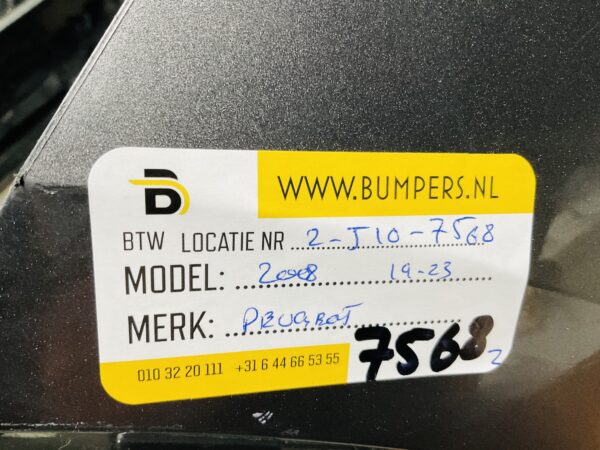 WWW.BUMPERS.NL
BTW LOCATIE NR 2-J10-7568
MODEL: 2008 19-23
MERK: PEUGEOT
010 32 20 111 +31 6 44 66 53 55
7568
2